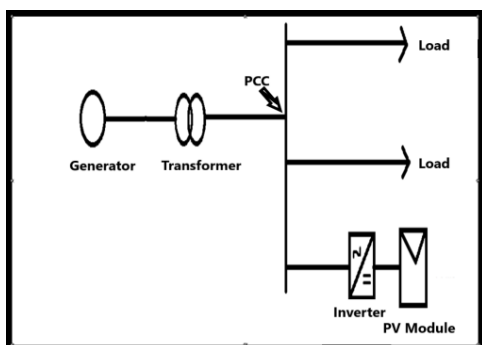 Load
PCC
Generator
Transformer
Load
Inverter
PV Module